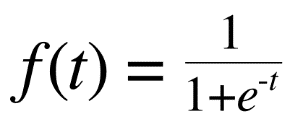 f(t) = 1/(1+e^-t)